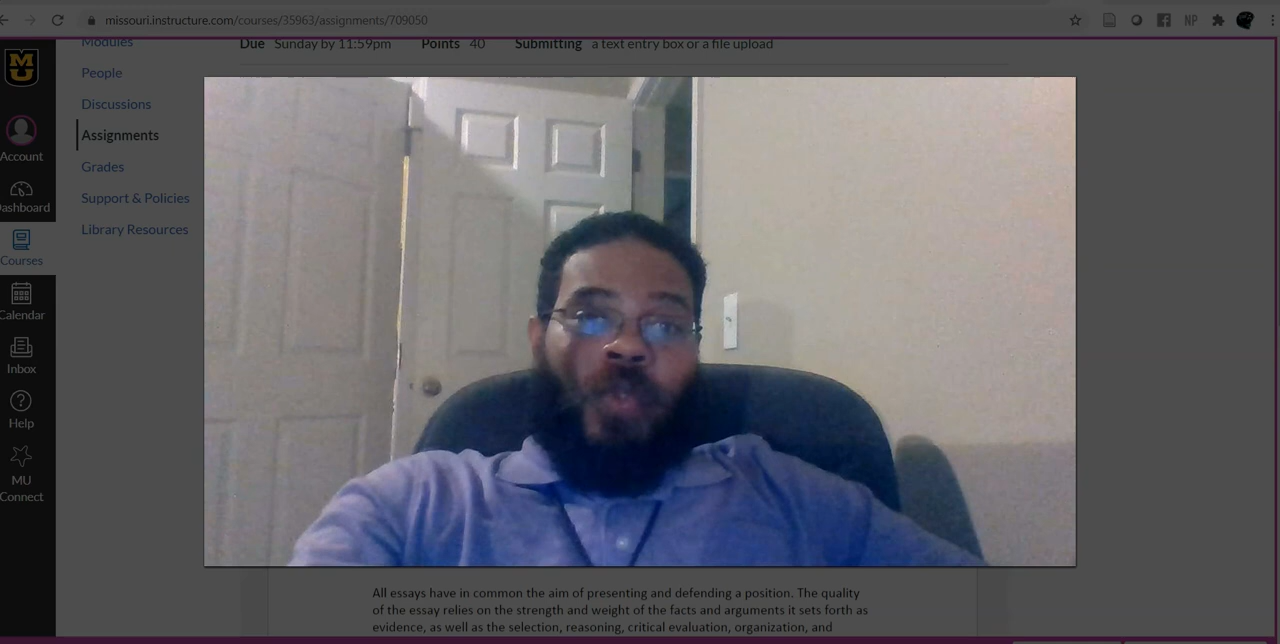 missouri.instructure.com/courses/35963/assignments/709050
NP
MU
Account
Dashboard
Courses
Calendar
Inbox
Help
MU
Connect
Modules
People
Discussions
Assignments
Grades
Support & Policies
Library Resources
Due Sunday by 11:59pm Points 40 Submitting a text entry box or a file upload
All essays have in common the aim of presenting and defending a position. The quality
of the essay relies on the strength and weight of the facts and arguments it sets forth as
evidence, as well as the selection, reasoning, critical evaluation, organization, and